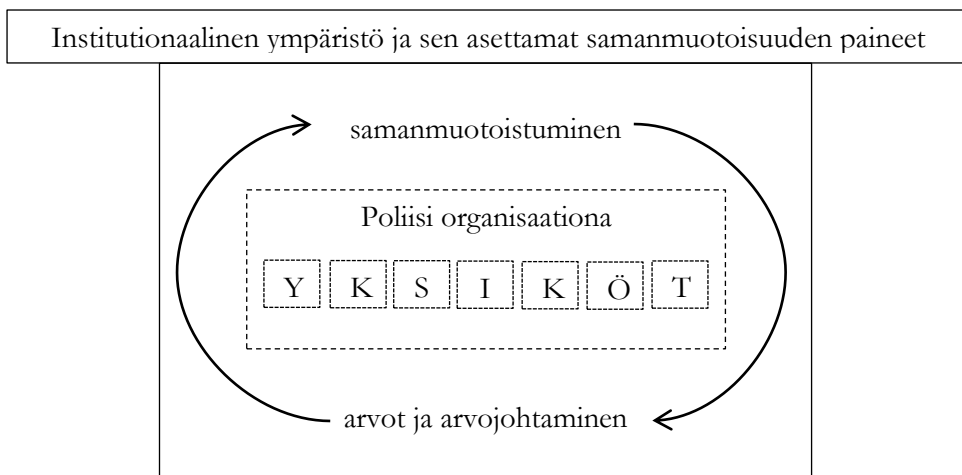 Institutionaalinen ympäristö ja sen asettamat samanmuotoisuuden paineet
samanmuotoistuminen
Poliisi organisaationa
Y K S I K Ö T
arvot ja arvojohtaminen